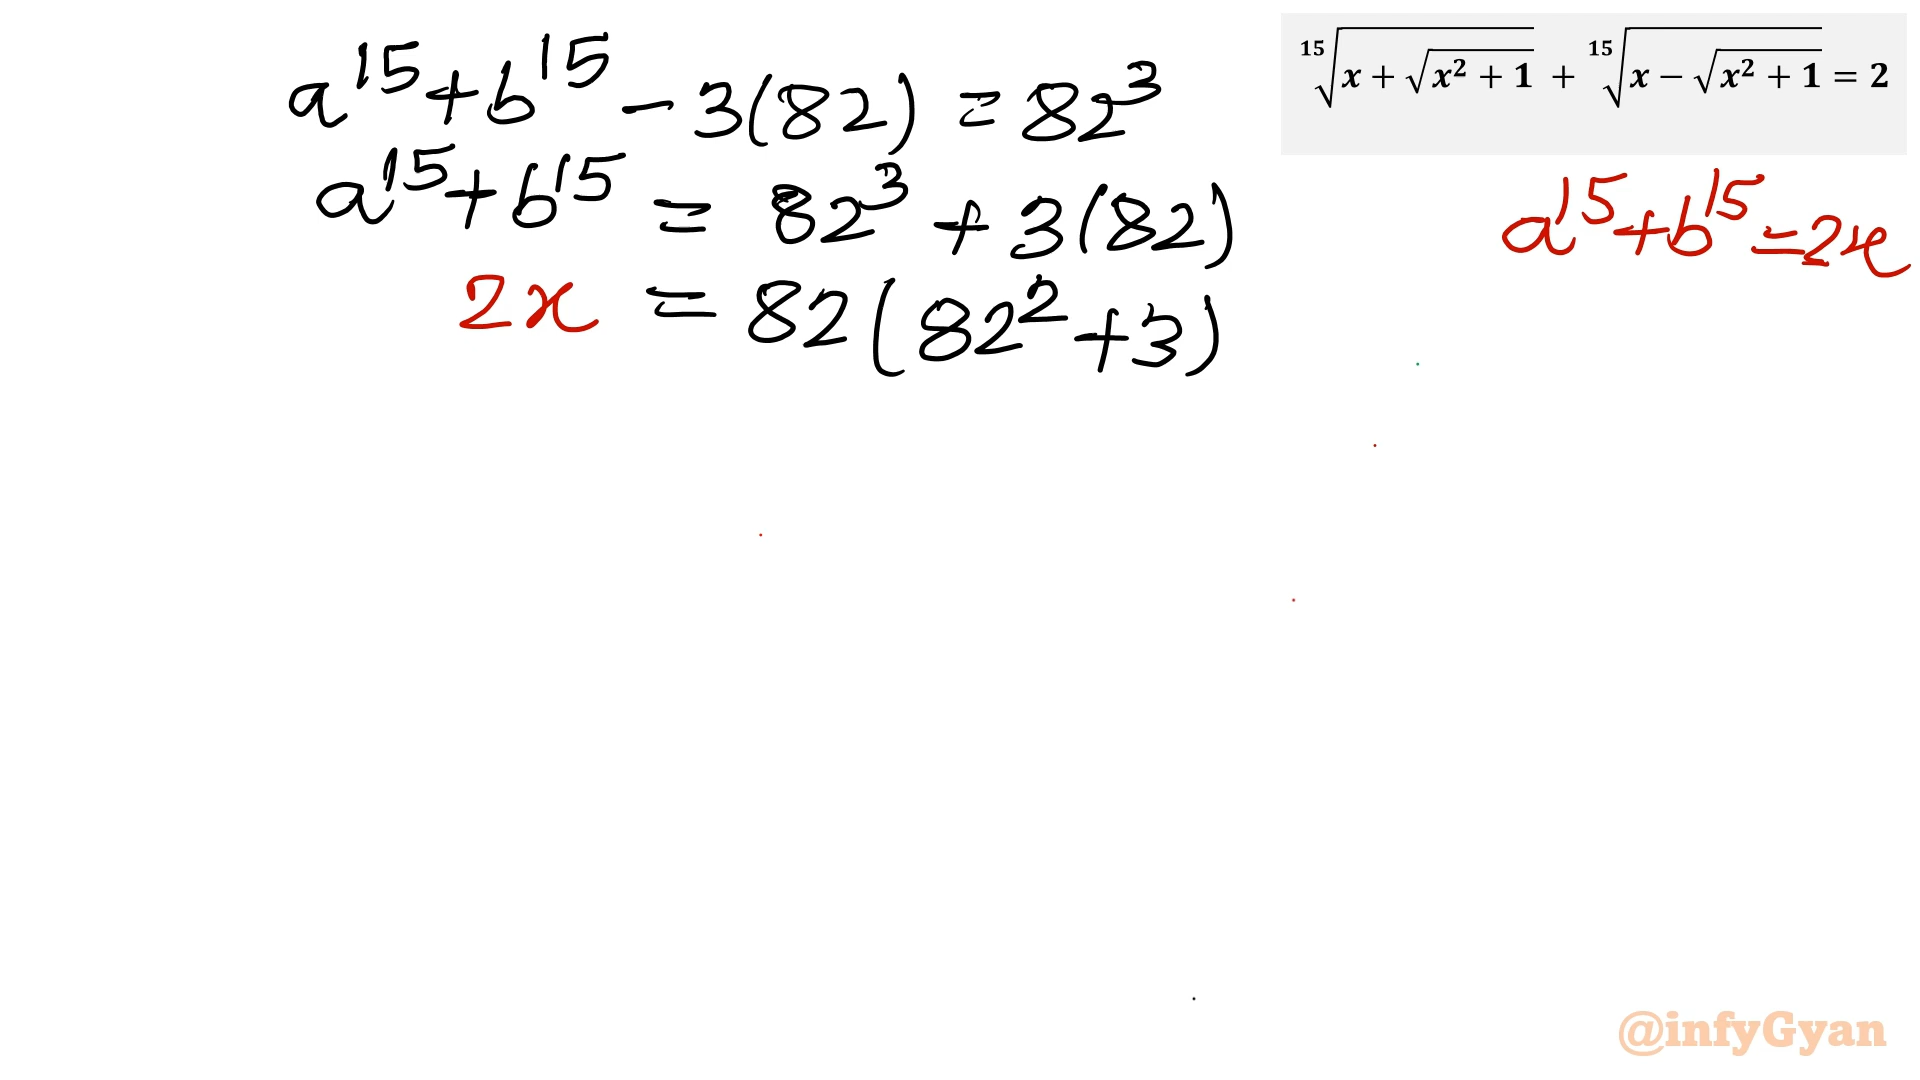 a¹⁵+b¹⁵ − 3(82) = 82³
a¹⁵+b¹⁵ = 82³ + 3(82)
2x = 82(82²+3)
¹⁵√(x + √(x² + 1)) + ¹⁵√(x − √(x² + 1)) = 2
a¹⁵+b¹⁵=2x
@infyGyan